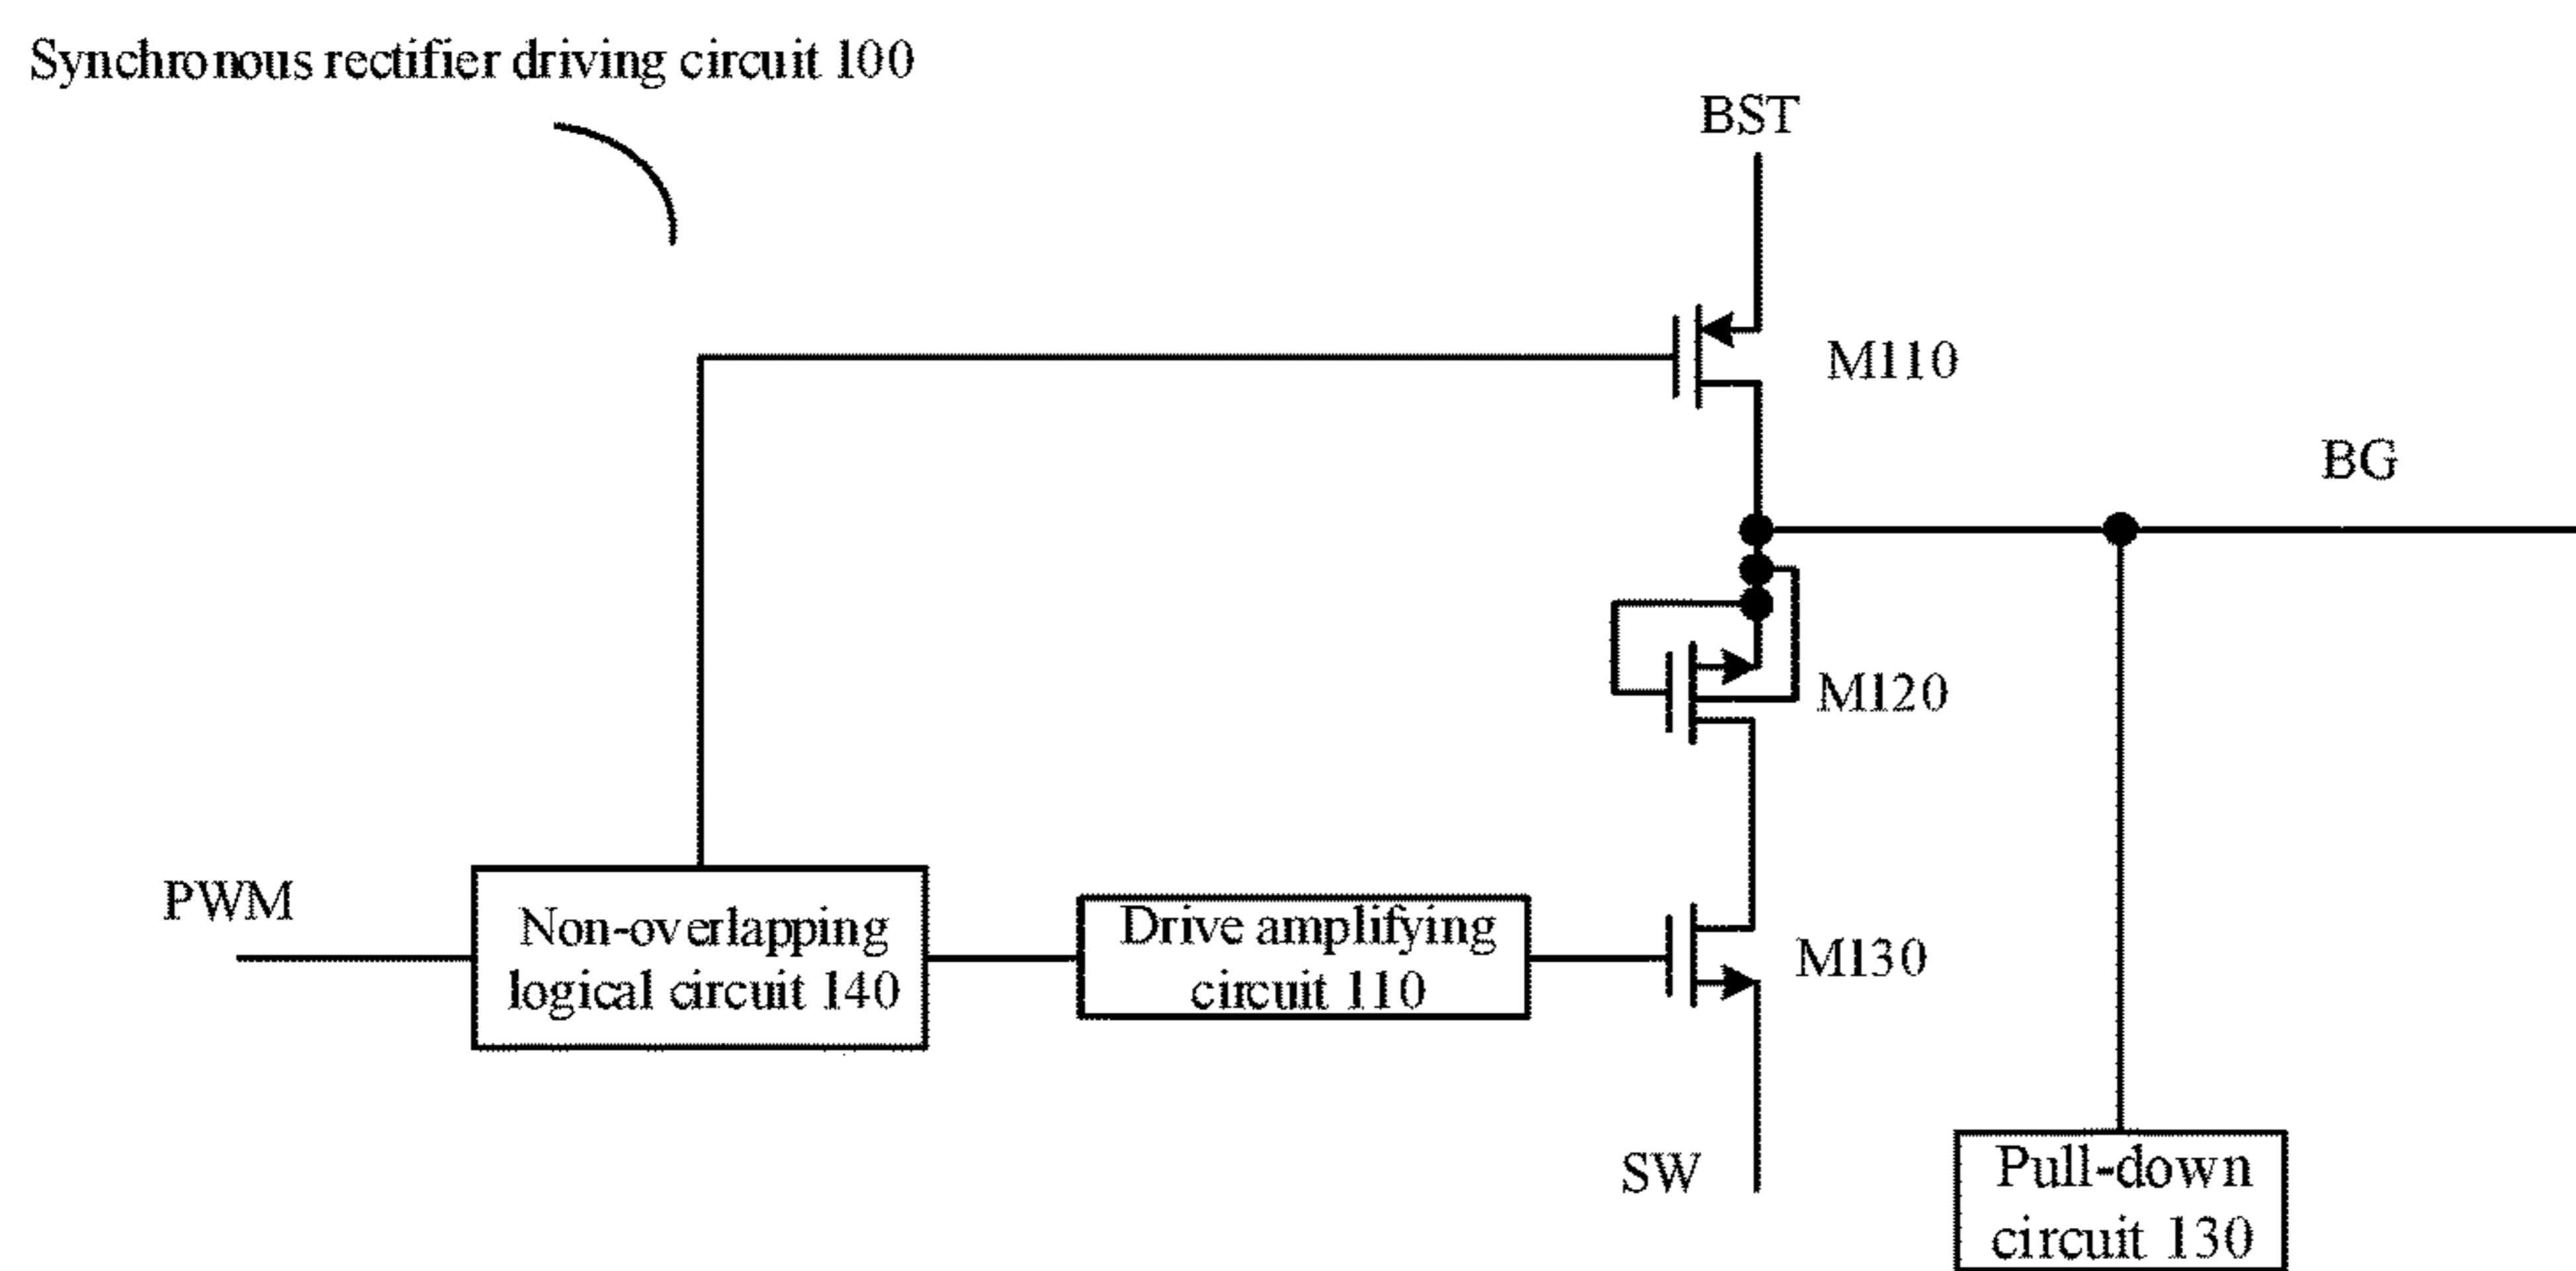 Synchronous rectifier driving circuit 100
BST
M110
BG
M120
PWM
Non-overlapping
logical circuit 140
Drive amplifying
circuit 110
M130
SW
Pull-down
circuit 130